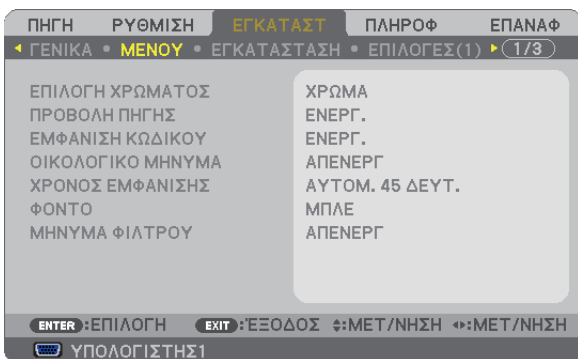 ΠΗΓΗ ΡΥΘΜΙΣΗ ΕΓΚΑΤΑΣΤ ΠΛΗΡΟΦ ΕΠΑΝΑΦ
ΓΕΝΙΚΑ • ΜΕΝΟΥ • ΕΓΚΑΤΑΣΤΑΣΗ • ΕΠΙΛΟΓΕΣ(1) 1/3
ΕΠΙΛΟΓΗ ΧΡΩΜΑΤΟΣ ΧΡΩΜΑ
ΠΡΟΒΟΛΗ ΠΗΓΗΣ ΕΝΕΡΓ.
ΕΜΦΑΝΙΣΗ ΚΩΔΙΚΟΥ ΕΝΕΡΓ.
ΟΙΚΟΛΟΓΙΚΟ ΜΗΝΥΜΑ ΑΠΕΝΕΡΓ
ΧΡΟΝΟΣ ΕΜΦΑΝΙΣΗΣ ΑΥΤΟΜ. 45 ΔΕΥΤ.
ΦΟΝΤΟ ΜΠΛΕ
ΜΗΝΥΜΑ ΦΙΛΤΡΟΥ ΑΠΕΝΕΡΓ
ENTER :ΕΠΙΛΟΓΗ EXIT :ΈΞΟΔΟΣ :ΜΕΤ/ΝΗΣΗ :ΜΕΤ/ΝΗΣΗ
ΥΠΟΛΟΓΙΣΤΗΣ1